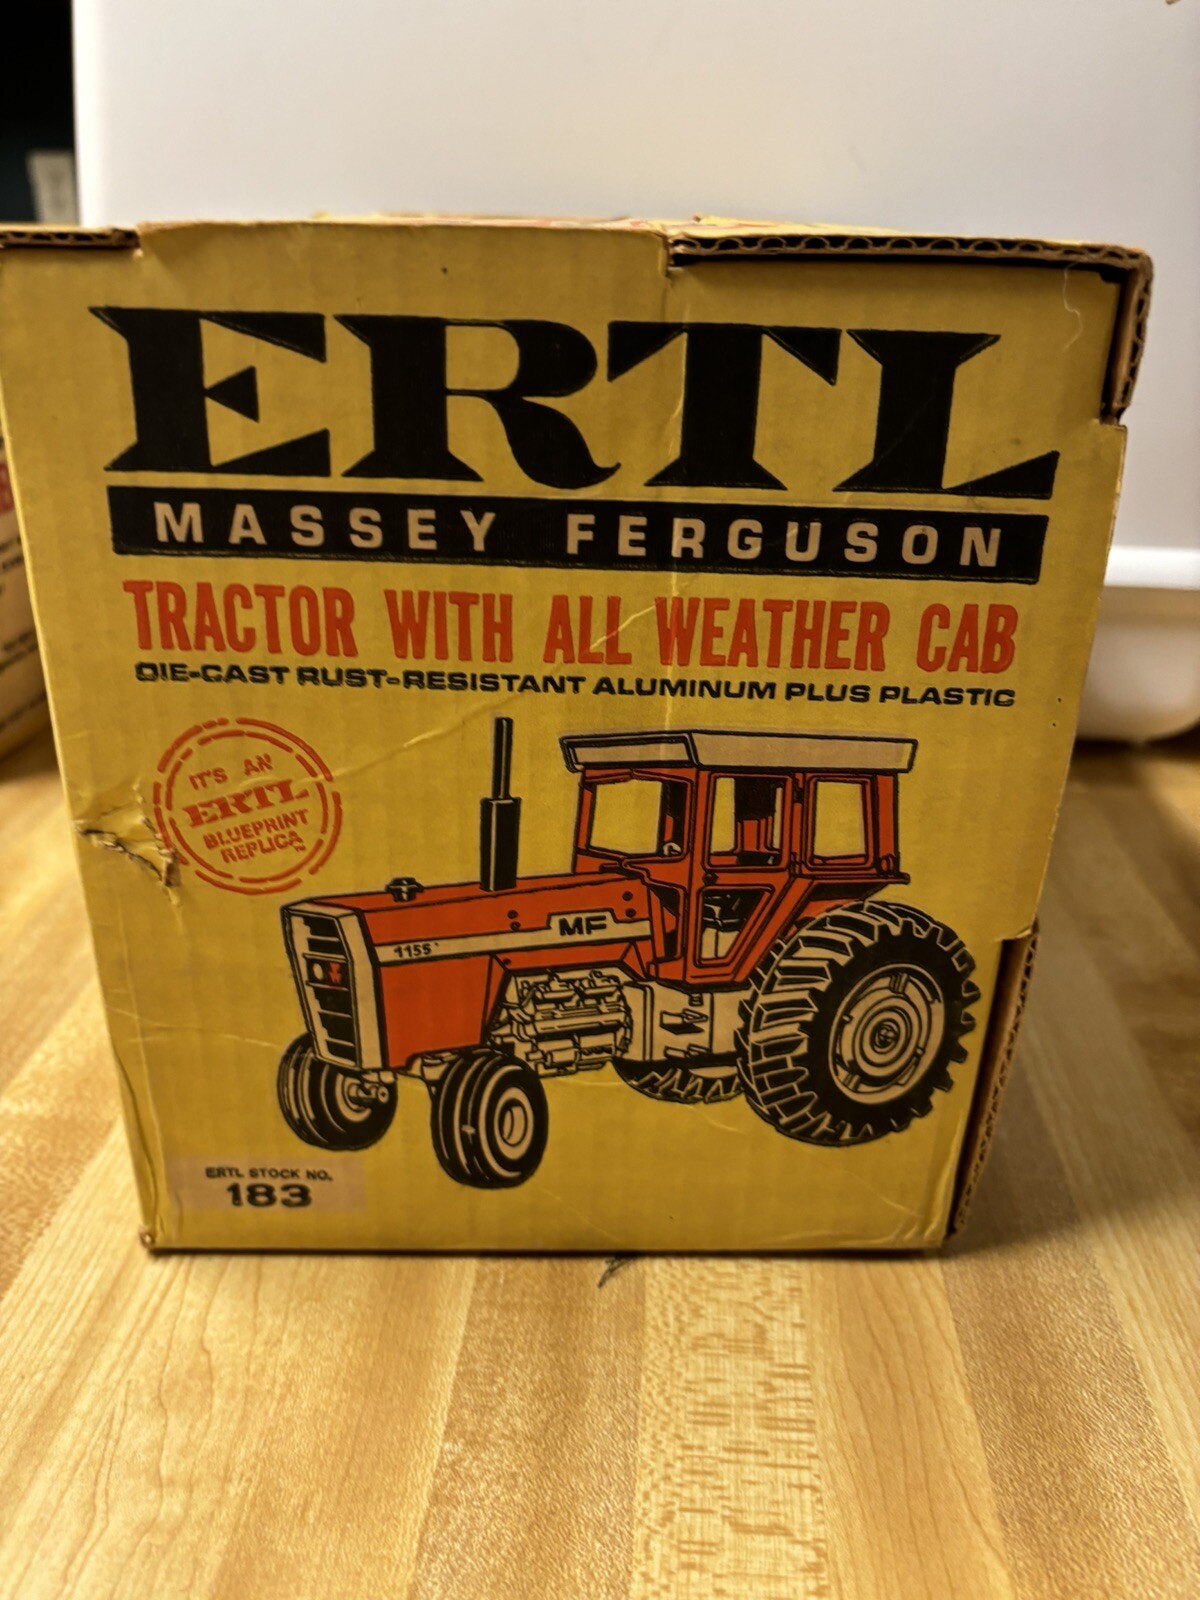 ERTL
MASSEY FERGUSON
TRACTOR WITH ALL WEATHER CAB
DIE-CAST RUST-RESISTANT ALUMINUM PLUS PLASTIC
IT'S AN
ERTL
BLUEPRINT
REPLICA™
MF
1155
ERTL STOCK NO.
183